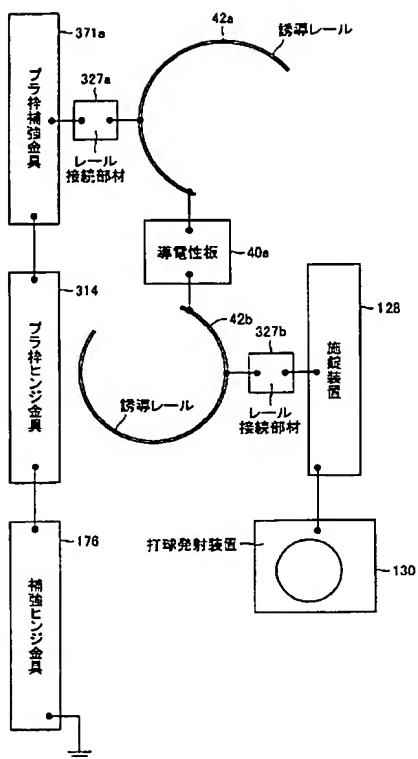 371a
プラ枠補強金具
327a
レール
接続部材
42a
誘導レール
導電性板
40a
314
プラ枠ヒンジ金具
42b
誘導レール
327b
レール
接続部材
128
施錠装置
打球発射装置
130
176
補強ヒンジ金具